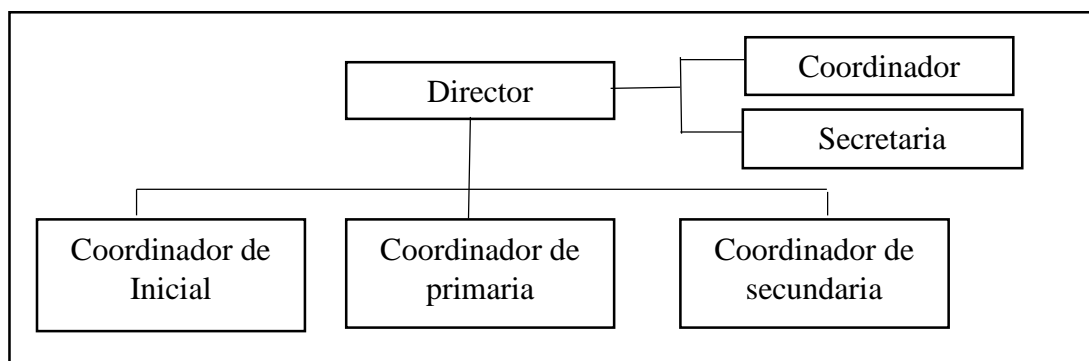 Coordinador
Director
Secretaria
Coordinador de
Inicial
Coordinador de
primaria
Coordinador de
secundaria